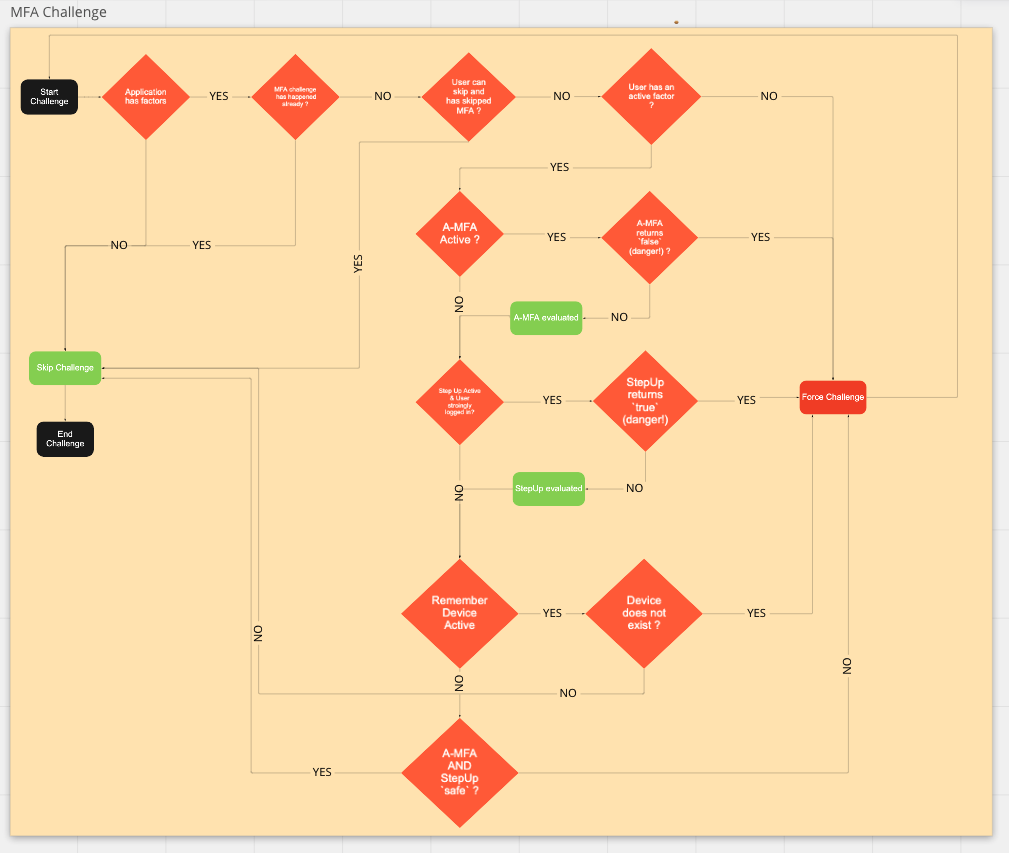 MFA Challenge
Start
Challenge
Application
has factors
YES
MFA challenge
has happened
already ?
NO
User can
skip and
has skipped
MFA ?
NO
User has an
active factor
?
NO
YES
A-MFA
Active ?
YES
A-MFA
returns
`false`
(danger!) ?
YES
NO
YES
YES
NO
A-MFA evaluated
NO
Skip Challenge
Step Up Active
& User
strongly
logged in?
YES
StepUp
returns
`true`
(danger!)
YES
Force Challenge
End
Challenge
NO
StepUp evaluated
NO
Remember
Device
Active
YES
Device
does not
exist ?
YES
NO
NO
NO
NO
A-MFA
AND
StepUp
`safe` ?
YES